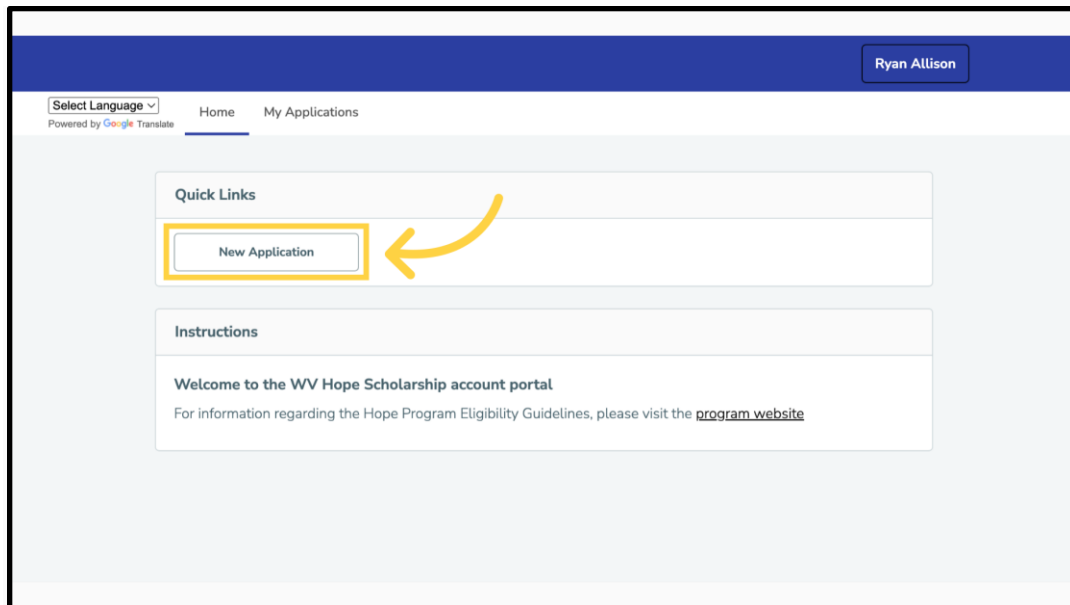 Ryan Allison
Select Language
Powered by Google Translate
Home
My Applications
Quick Links
New Application
Instructions
Welcome to the WV Hope Scholarship account portal
For information regarding the Hope Program Eligibility Guidelines, please visit the program website